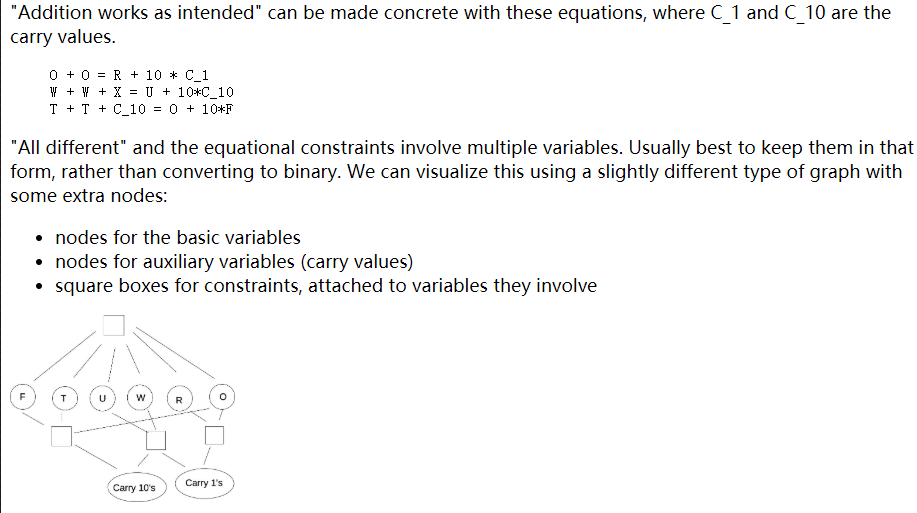 "Addition works as intended" can be made concrete with these equations, where C_1 and C_10 are the
carry values.
O + O = R + 10 * C_1
W + W + X = U + 10*C_10
T + T + C_10 = O + 10*F
"All different" and the equational constraints involve multiple variables. Usually best to keep them in that
form, rather than converting to binary. We can visualize this using a slightly different type of graph with
some extra nodes:
• nodes for the basic variables
• nodes for auxiliary variables (carry values)
• square boxes for constraints, attached to variables they involve
F T U W R O
Carry 10's Carry 1's